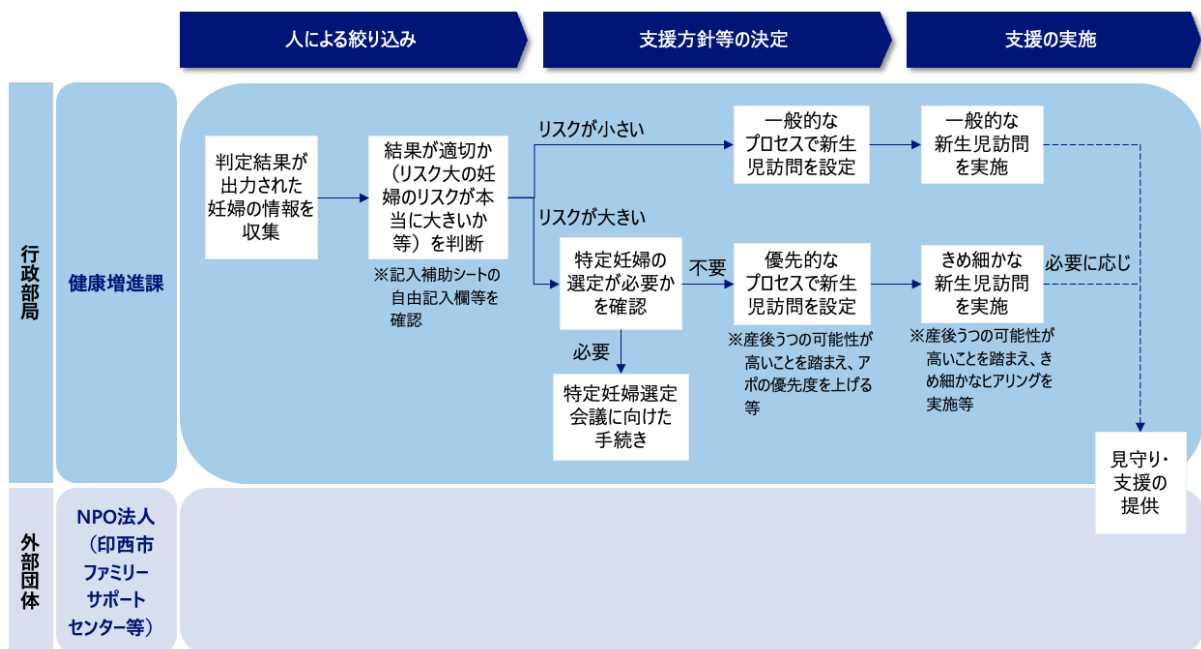 人による絞り込み
支援方針等の決定
支援の実施
行政部局
健康増進課
判定結果が
出力された
妊婦の情報を
収集
結果が適切か
（リスク大の妊
婦のリスクが本
当に大きいか
等）を判断
※記入補助シートの
自由記入欄等を
確認
リスクが小さい
一般的な
プロセスで新生
児訪問を設定
一般的な
新生児訪問
を実施
リスクが大きい
特定妊婦の
選定が必要か
を確認
不要
優先的な
プロセスで新生
児訪問を設定
※産後うつの可能性が
高いことを踏まえ、ア
ポの優先度を上げる
等
きめ細かな
新生児訪問
を実施
※産後うつの可能性が
高いことを踏まえ、き
め細かなヒアリングを
実施等
必要に応じ
必要
特定妊婦選定
会議に向けた
手続き
見守り・
支援の
提供
外部団体
NPO法人
（印西市
ファミリー
サポート
センター等）